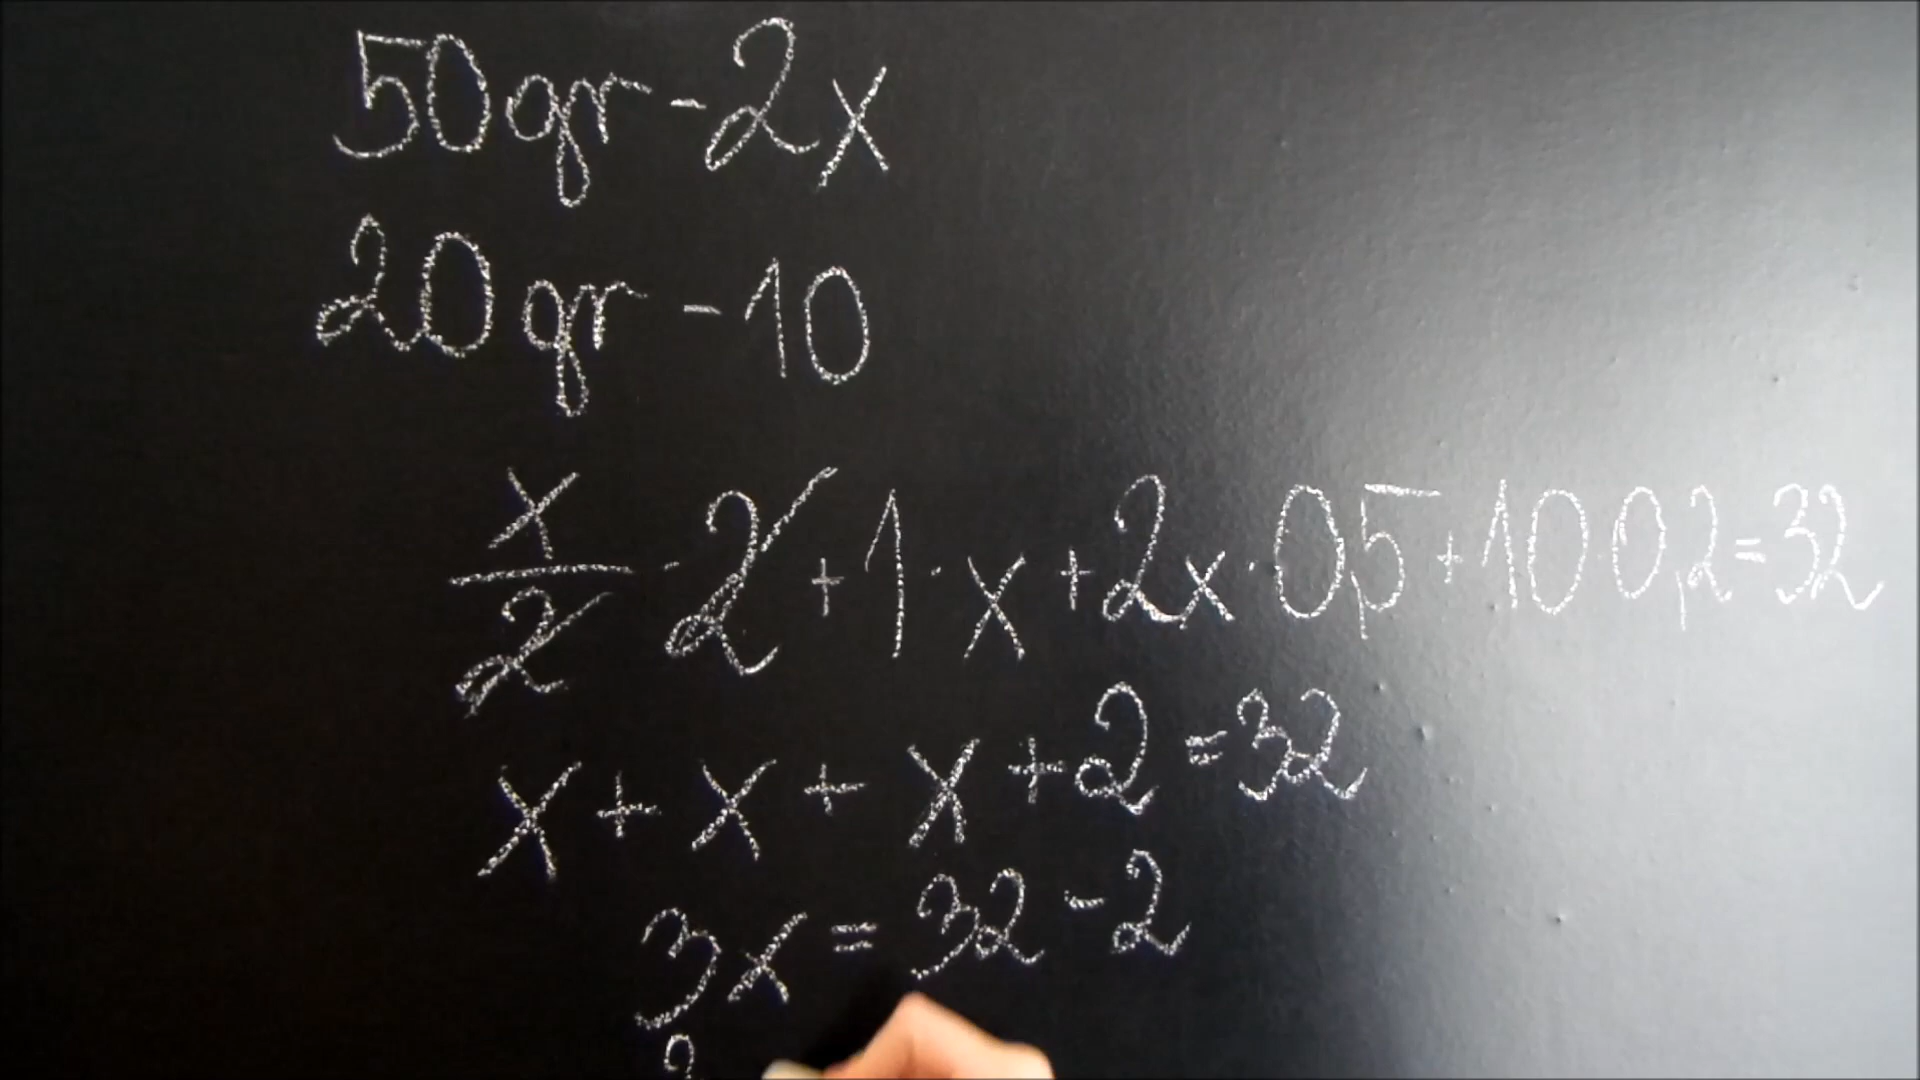 50gr - 2x
20gr - 10
x/2 · 2 + 1 · x + 2x · 0,5 + 10 · 0,2 = 32
x + x + x + 2 = 32
3x = 32 - 2